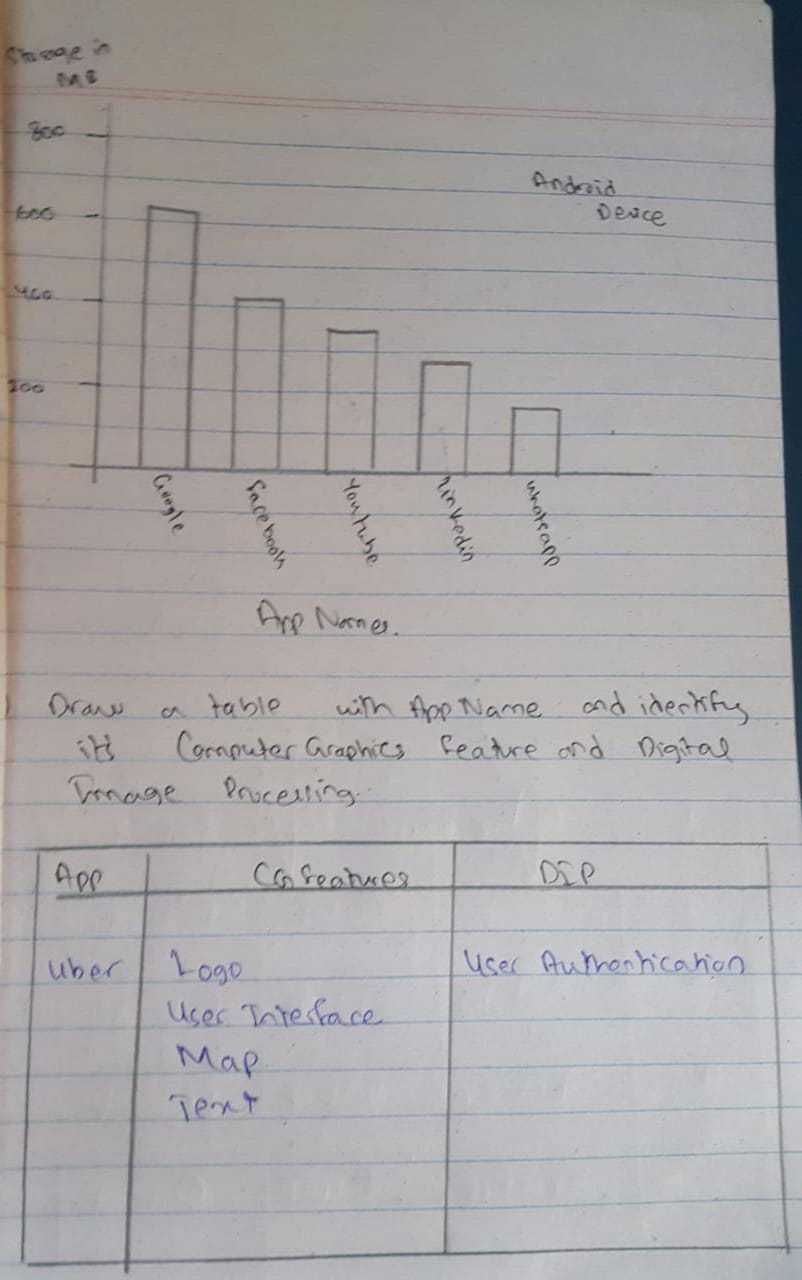 Storage in
MB
800
Android
Device
600
400
200
Google
Facebook
Youtube
Linkedin
Whatsapp
App Names.
1 Draw a table with App Name and identify
its Computer Graphics feature and Digital
Image Processing.
App CG features DIP
Uber Logo User Authentication
User Interface
Map
Text